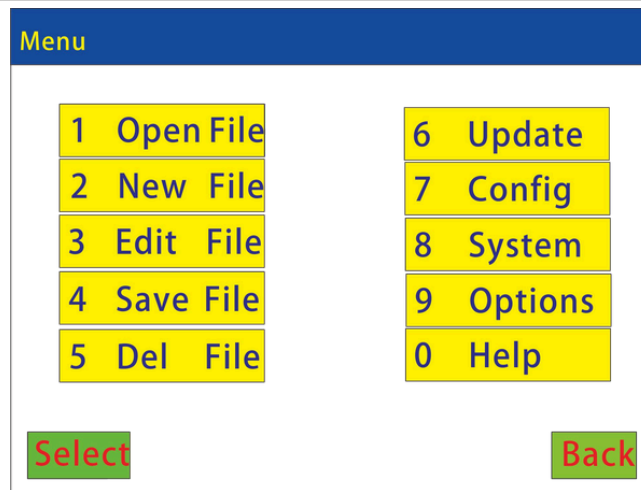 Menu
1 Open File
2 New File
3 Edit File
4 Save File
5 Del File
6 Update
7 Config
8 System
9 Options
0 Help
Select
Back